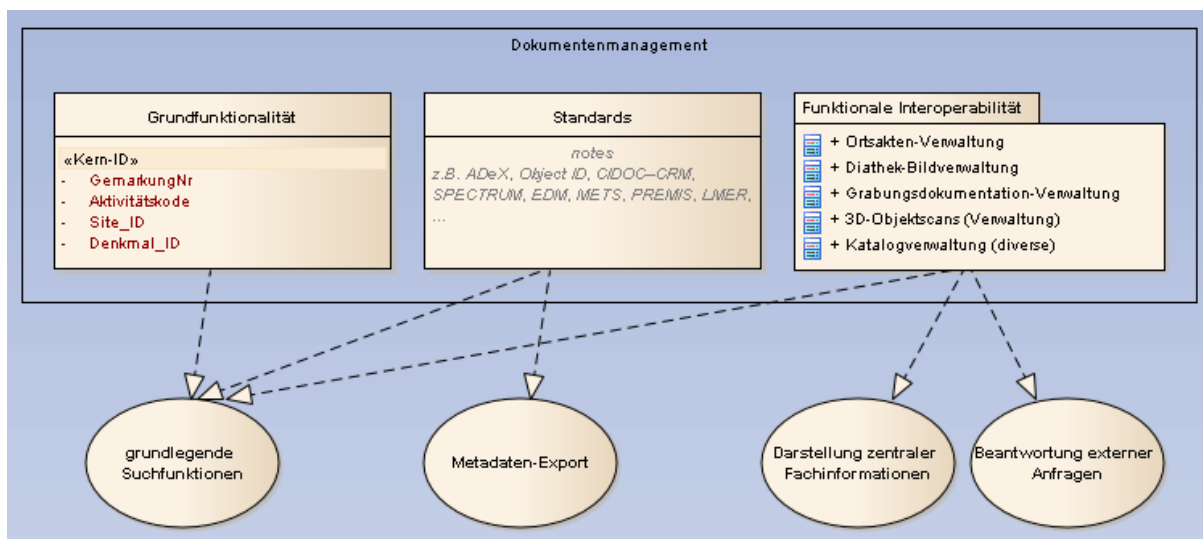 Dokumentenmanagement
Grundfunktionalität
«Kern-ID»
- GemarkungNr
- Aktivitätskode
- Site_ID
- Denkmal_ID
Standards
notes
z.B. ADeX, Object ID, CIDOC–CRM,
SPECTRUM, EDM, METS, PREMIS, LMER,
...
Funktionale Interoperabilität
+ Ortsakten-Verwaltung
+ Diathek-Bildverwaltung
+ Grabungsdokumentation-Verwaltung
+ 3D-Objektscans (Verwaltung)
+ Katalogverwaltung (diverse)
grundlegende
Suchfunktionen
Metadaten-Export
Darstellung zentraler
Fachinformationen
Beantwortung externer
Anfragen